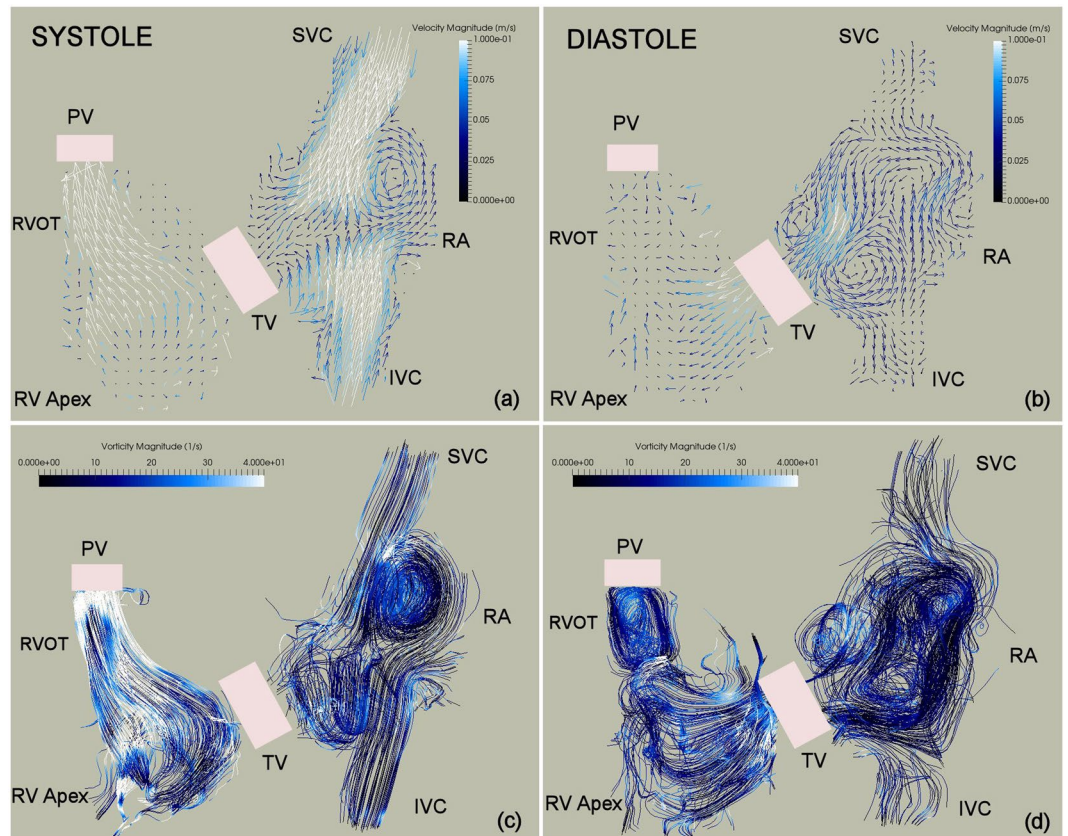 SYSTOLE
SVC
Velocity Magnitude (m/s)
1.000e-01
0.075
0.05
0.025
0.000e+00
PV
RVOT
RA
TV
IVC
RV Apex
(a)
DIASTOLE
SVC
Velocity Magnitude (m/s)
1.000e-01
0.075
0.05
0.025
0.000e+00
PV
RVOT
RA
TV
IVC
RV Apex
(b)
Vorticity Magnitude (1/s)
0.000e+00 10 20 30 4.000e+01
SVC
PV
RVOT
RA
TV
RV Apex
IVC
(c)
Vorticity Magnitude (1/s)
0.000e+00 10 20 30 4.000e+01
SVC
PV
RVOT
RA
TV
RV Apex
IVC
(d)